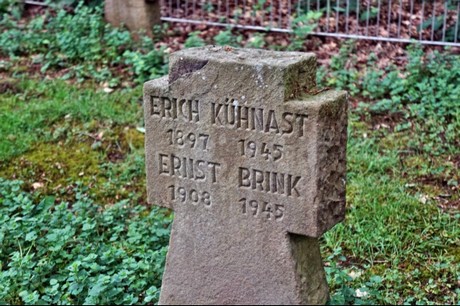 ERICH KÜHNAST
1897 1945
ERNST BRINK
1908 1945